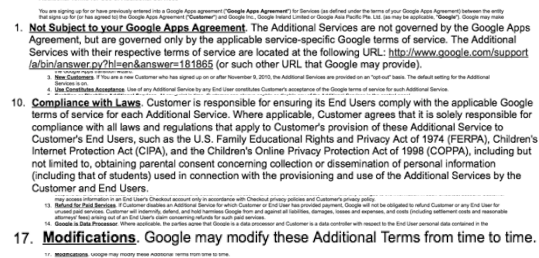 You are signing up for or have previously entered into a Google Apps agreement ("Google Apps Agreement") for Services (as defined under the terms of your Agreement) between the entity
that signs up for (or has agreed to) the Google Apps Agreement ("Customer") and Google Inc., Google Ireland Limited or Google Asia Pacific Pte. Ltd. (as may be applicable, "Google"). Google may make
1. Not Subject to your Google Apps Agreement. The Additional Services are not governed by the Google Apps
Agreement, but are governed only by the applicable service-specific Google terms of service. The Additional
Services with their respective terms of service are located at the following URL: http://www.google.com/support
/a/bin/answer.py?hl=en&answer=181865 (or such other URL that Google may provide).
3. New Customers. If You are a new Customer who has signed up on or after November 9, 2010, the Additional Services are provided on an "opt-out" basis. The default setting for the Additional
Services is on.
4. Use Constitutes Acceptance. Use of any Additional Service by any End User constitutes Customer's acceptance of the Google terms of service for such Additional Service.
10. Compliance with Laws. Customer is responsible for ensuring its End Users comply with the applicable Google
terms of service for each Additional Service. Where applicable, Customer agrees that it is solely responsible for
compliance with all laws and regulations that apply to Customer's provision of these Additional Service to
Customer's End Users, such as the U.S. Family Educational Rights and Privacy Act of 1974 (FERPA), Children's
Internet Protection Act (CIPA), and the Children's Online Privacy Protection Act of 1998 (COPPA), including but
not limited to, obtaining parental consent concerning collection or dissemination of personal information
(including that of students) used in connection with the provisioning and use of the Additional Services by the
Customer and End Users.
may access information in an End User's Checkout account only in accordance with Checkout privacy policies and Customer's privacy policy.
13. Refund for Paid Services. If Customer disables an Additional Service for which Customer or End User has provided payment, Google will not be obligated to refund Customer or any End User for
unused paid services. Customer will indemnify, defend, and hold harmless Google from and against all liabilities, damages, losses and expenses, and costs (including settlement costs and reasonable
attorneys' fees) arising out of an End User's claim concerning refunds for such paid services.
14. Google is Data Processor. Where applicable, the parties agree that Google is a data processor and Customer is a data controller with respect to the End User personal data contained in the
17. Modifications. Google may modify these Additional Terms from time to time.
17. Modifications. Google may modify these Additional Terms from time to time.